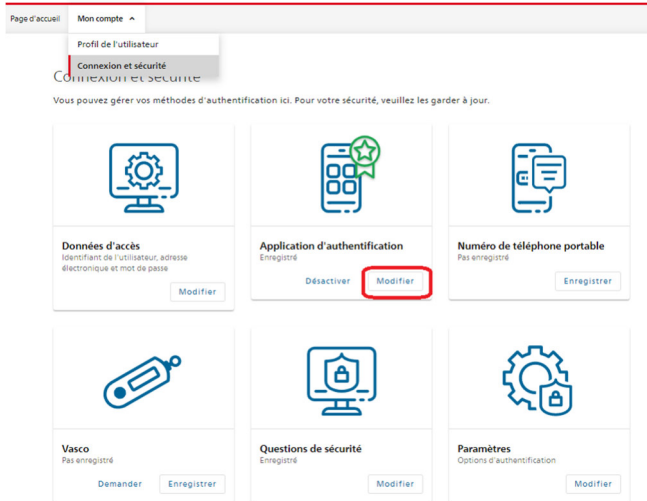 Page d'accueil
Mon compte
Profil de l'utilisateur
Connexion et sécurité
Connexion et sécurité
Vous pouvez gérer vos méthodes d'authentification ici. Pour votre sécurité, veuillez les garder à jour.
Données d'accès
Identifiant de l'utilisateur, adresse
électronique et mot de passe
Modifier
Application d'authentification
Enregistré
Désactiver
Modifier
Numéro de téléphone portable
Pas enregistré
Enregistrer
Vasco
Pas enregistré
Demander
Enregistrer
Questions de sécurité
Enregistré
Modifier
Paramètres
Options d'authentification
Modifier